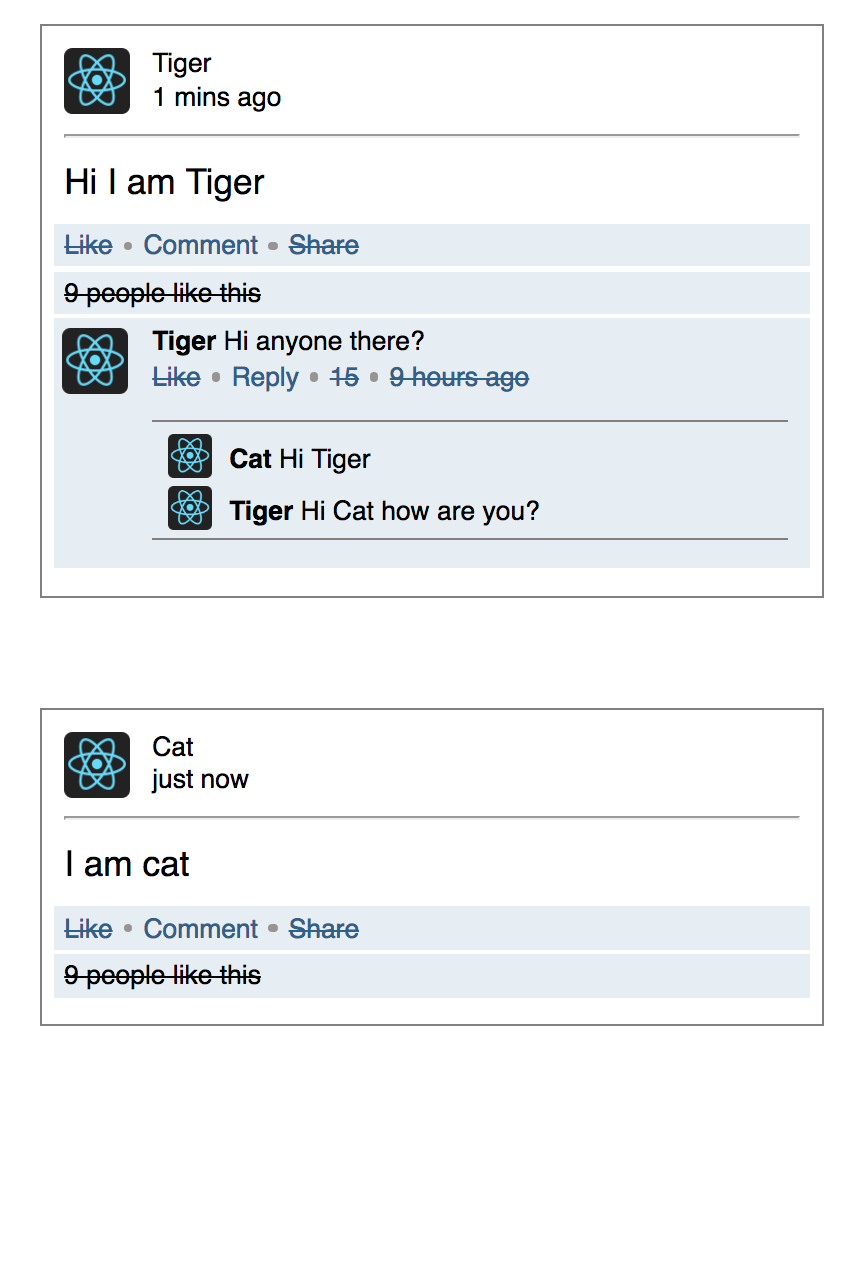 Tiger
1 mins ago
Hi I am Tiger
Like • Comment • Share
9 people like this
Tiger Hi anyone there?
Like • Reply • 15 • 9 hours ago
Cat Hi Tiger
Tiger Hi Cat how are you?
Cat
just now
I am cat
Like • Comment • Share
9 people like this